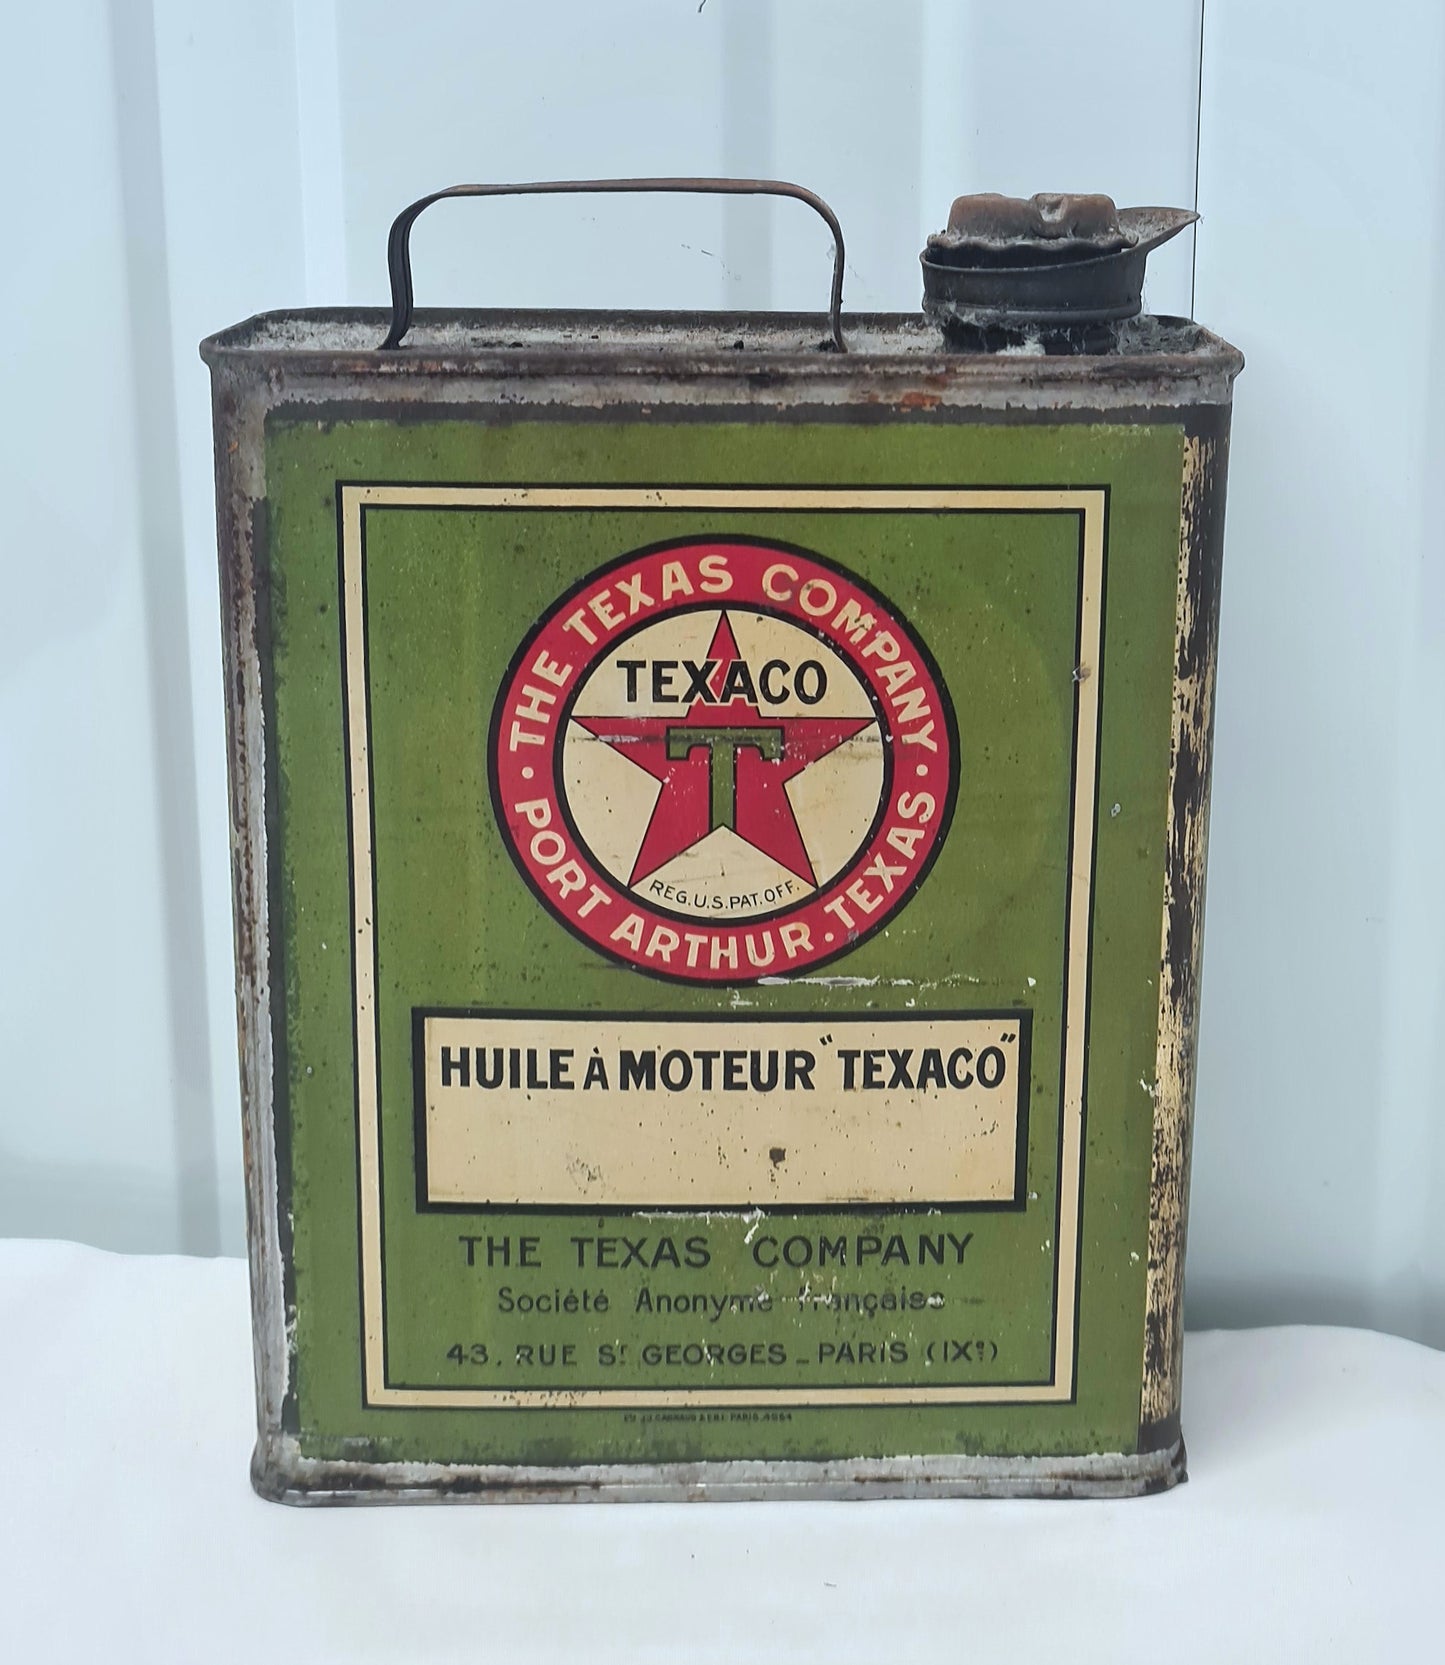 THE TEXAS COMPANY
TEXACO
T
REG.U.S.PAT.OFF.
· PORT ARTHUR · TEXAS ·
HUILE À MOTEUR "TEXACO"
THE TEXAS COMPANY
Société Anonyme française
43, RUE St GEORGES _ PARIS (IXe)
PARIS